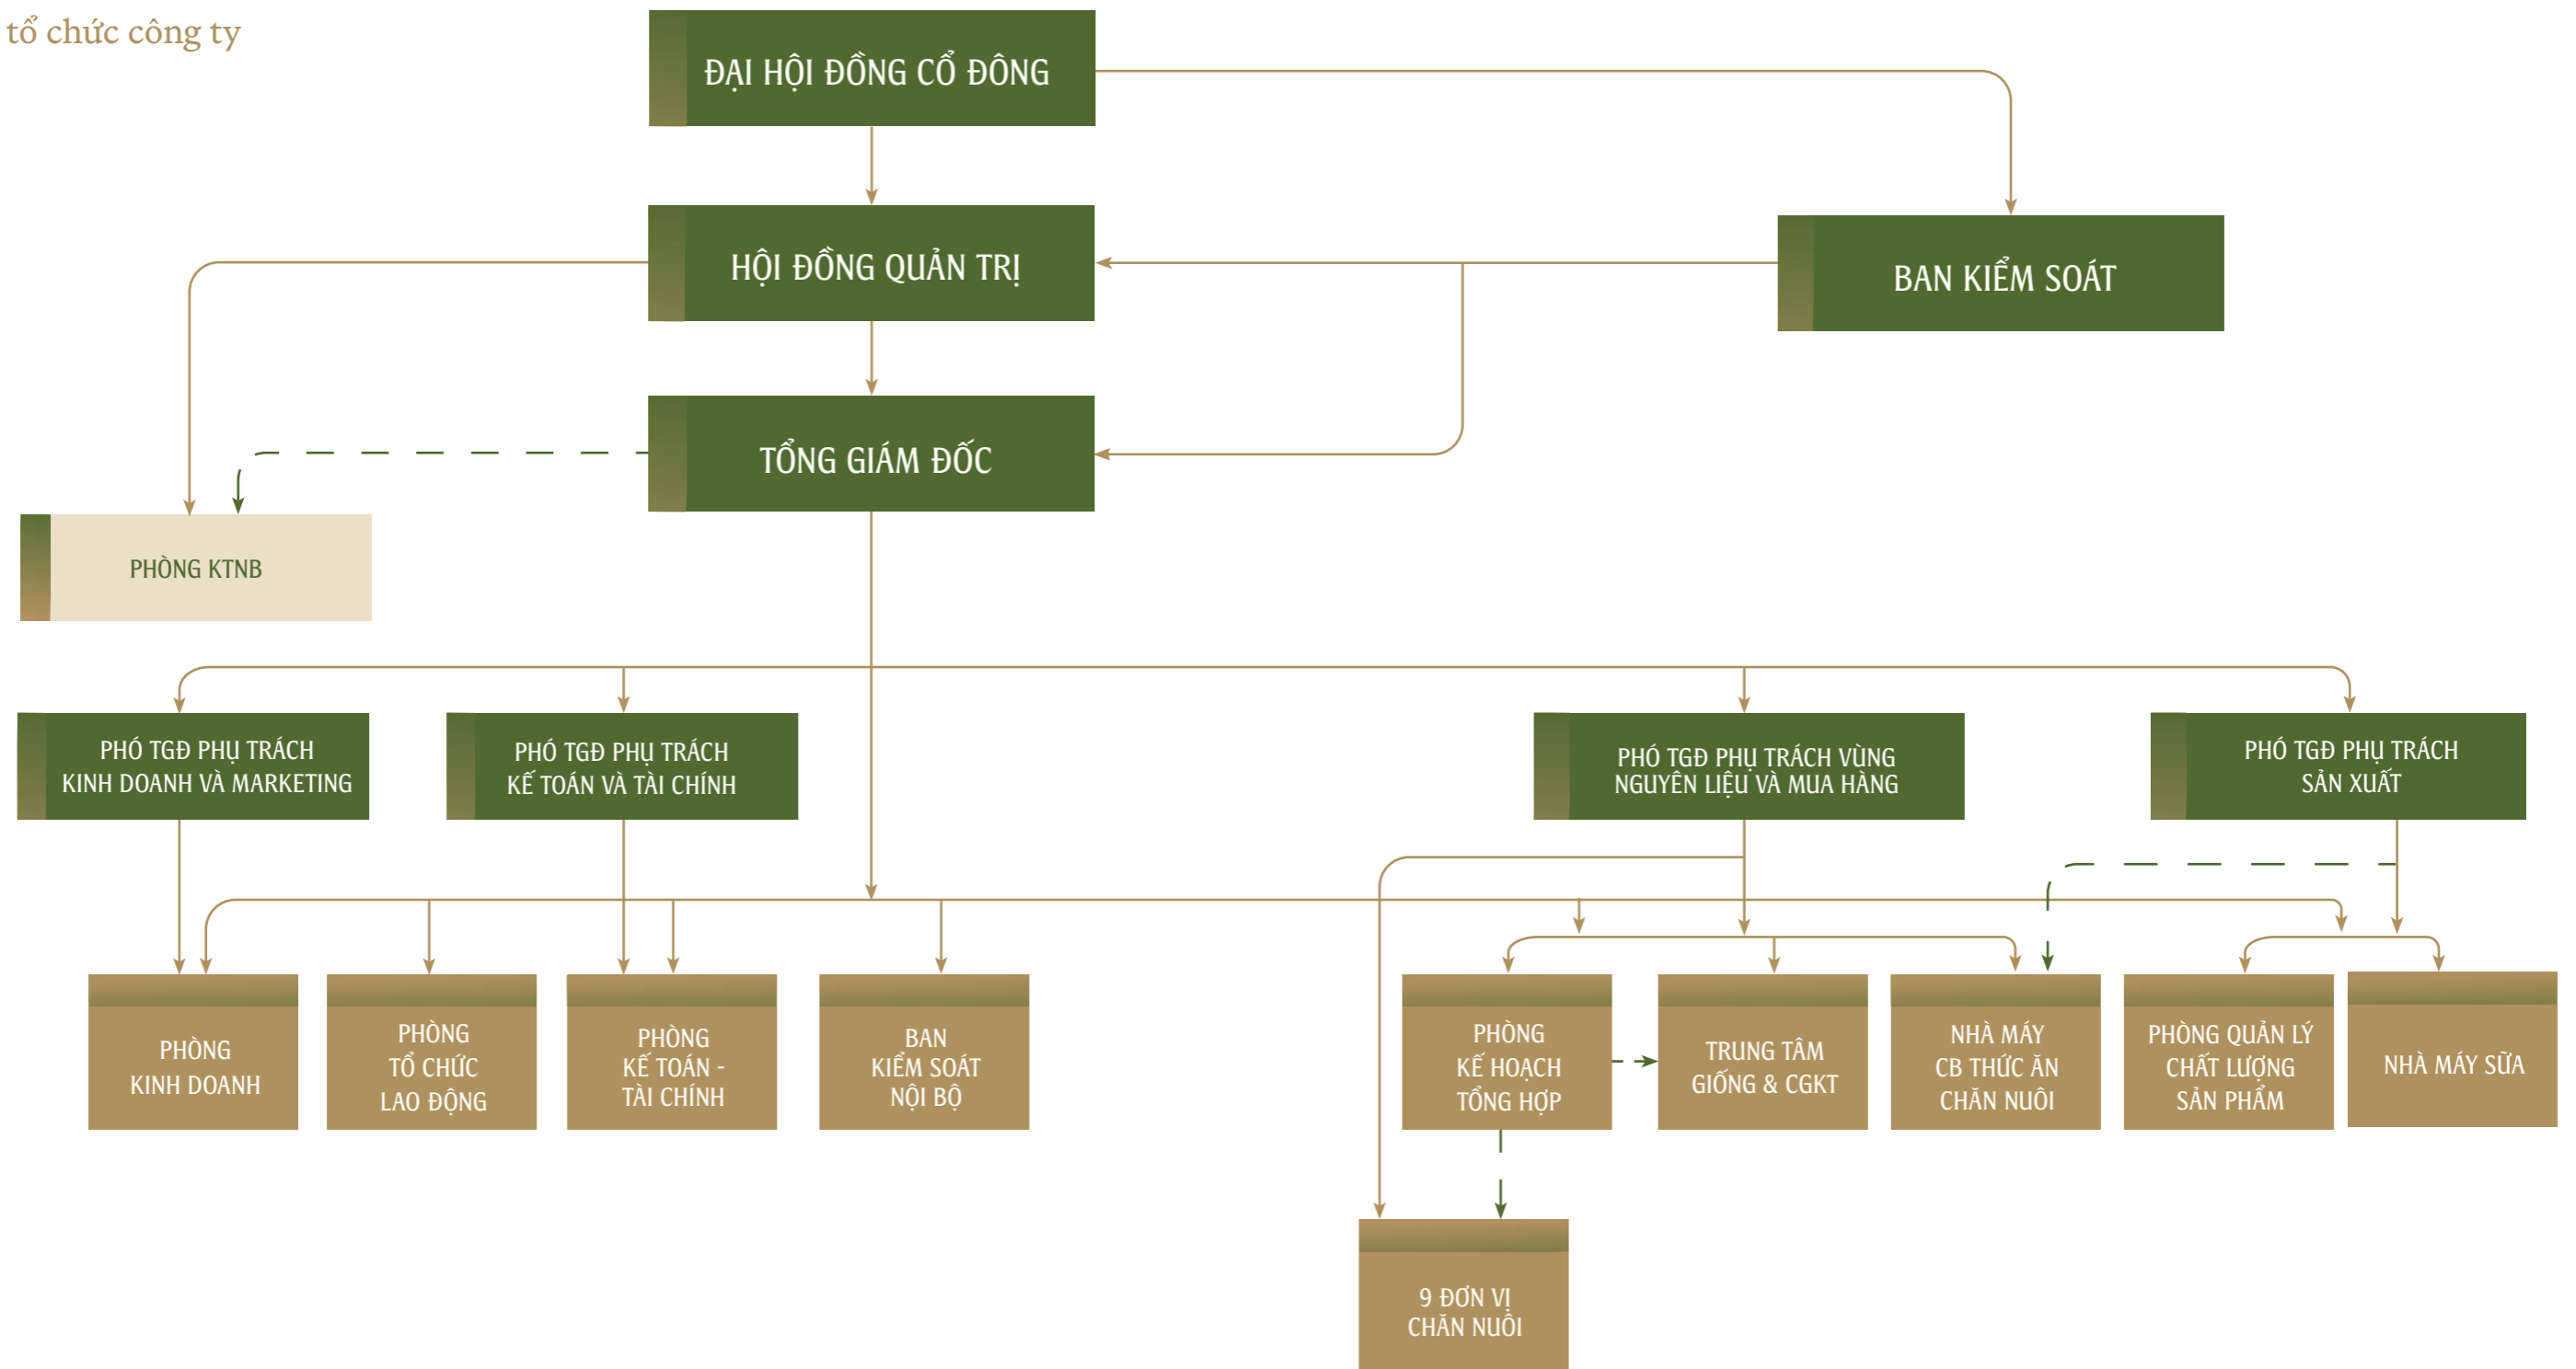 tổ chức công ty
ĐẠI HỘI ĐỒNG CỔ ĐÔNG
HỘI ĐỒNG QUẢN TRỊ
BAN KIỂM SOÁT
TỔNG GIÁM ĐỐC
PHÒNG KTNB
PHÓ TGĐ PHỤ TRÁCH
KINH DOANH VÀ MARKETING
PHÓ TGĐ PHỤ TRÁCH
KẾ TOÁN VÀ TÀI CHÍNH
PHÓ TGĐ PHỤ TRÁCH VÙNG
NGUYÊN LIỆU VÀ MUA HÀNG
PHÓ TGĐ PHỤ TRÁCH
SẢN XUẤT
PHÒNG
KINH DOANH
PHÒNG
TỔ CHỨC
LAO ĐỘNG
PHÒNG
KẾ TOÁN -
TÀI CHÍNH
BAN
KIỂM SOÁT
NỘI BỘ
PHÒNG
KẾ HOẠCH
TỔNG HỢP
TRUNG TÂM
GIỐNG & CGKT
NHÀ MÁY
CB THỨC ĂN
CHĂN NUÔI
PHÒNG QUẢN LÝ
CHẤT LƯỢNG
SẢN PHẨM
NHÀ MÁY SỮA
9 ĐƠN VỊ
CHĂN NUÔI